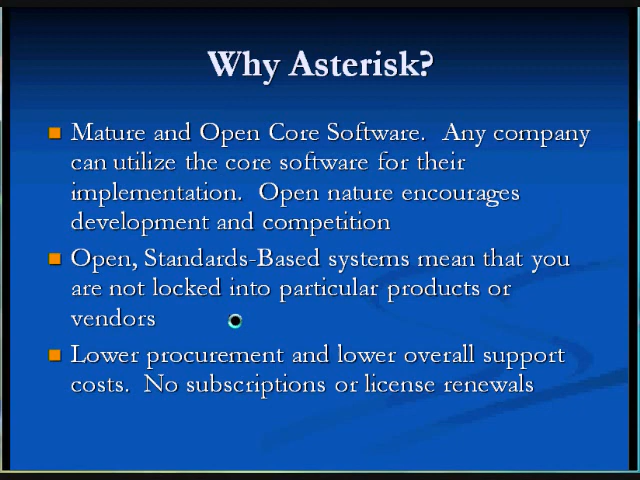 Why Asterisk?
Mature and Open Core Software.  Any company
can utilize the core software for their
implementation.  Open nature encourages
development and competition
Open, Standards-Based systems mean that you
are not locked into particular products or
vendors
Lower procurement and lower overall support
costs.  No subscriptions or license renewals